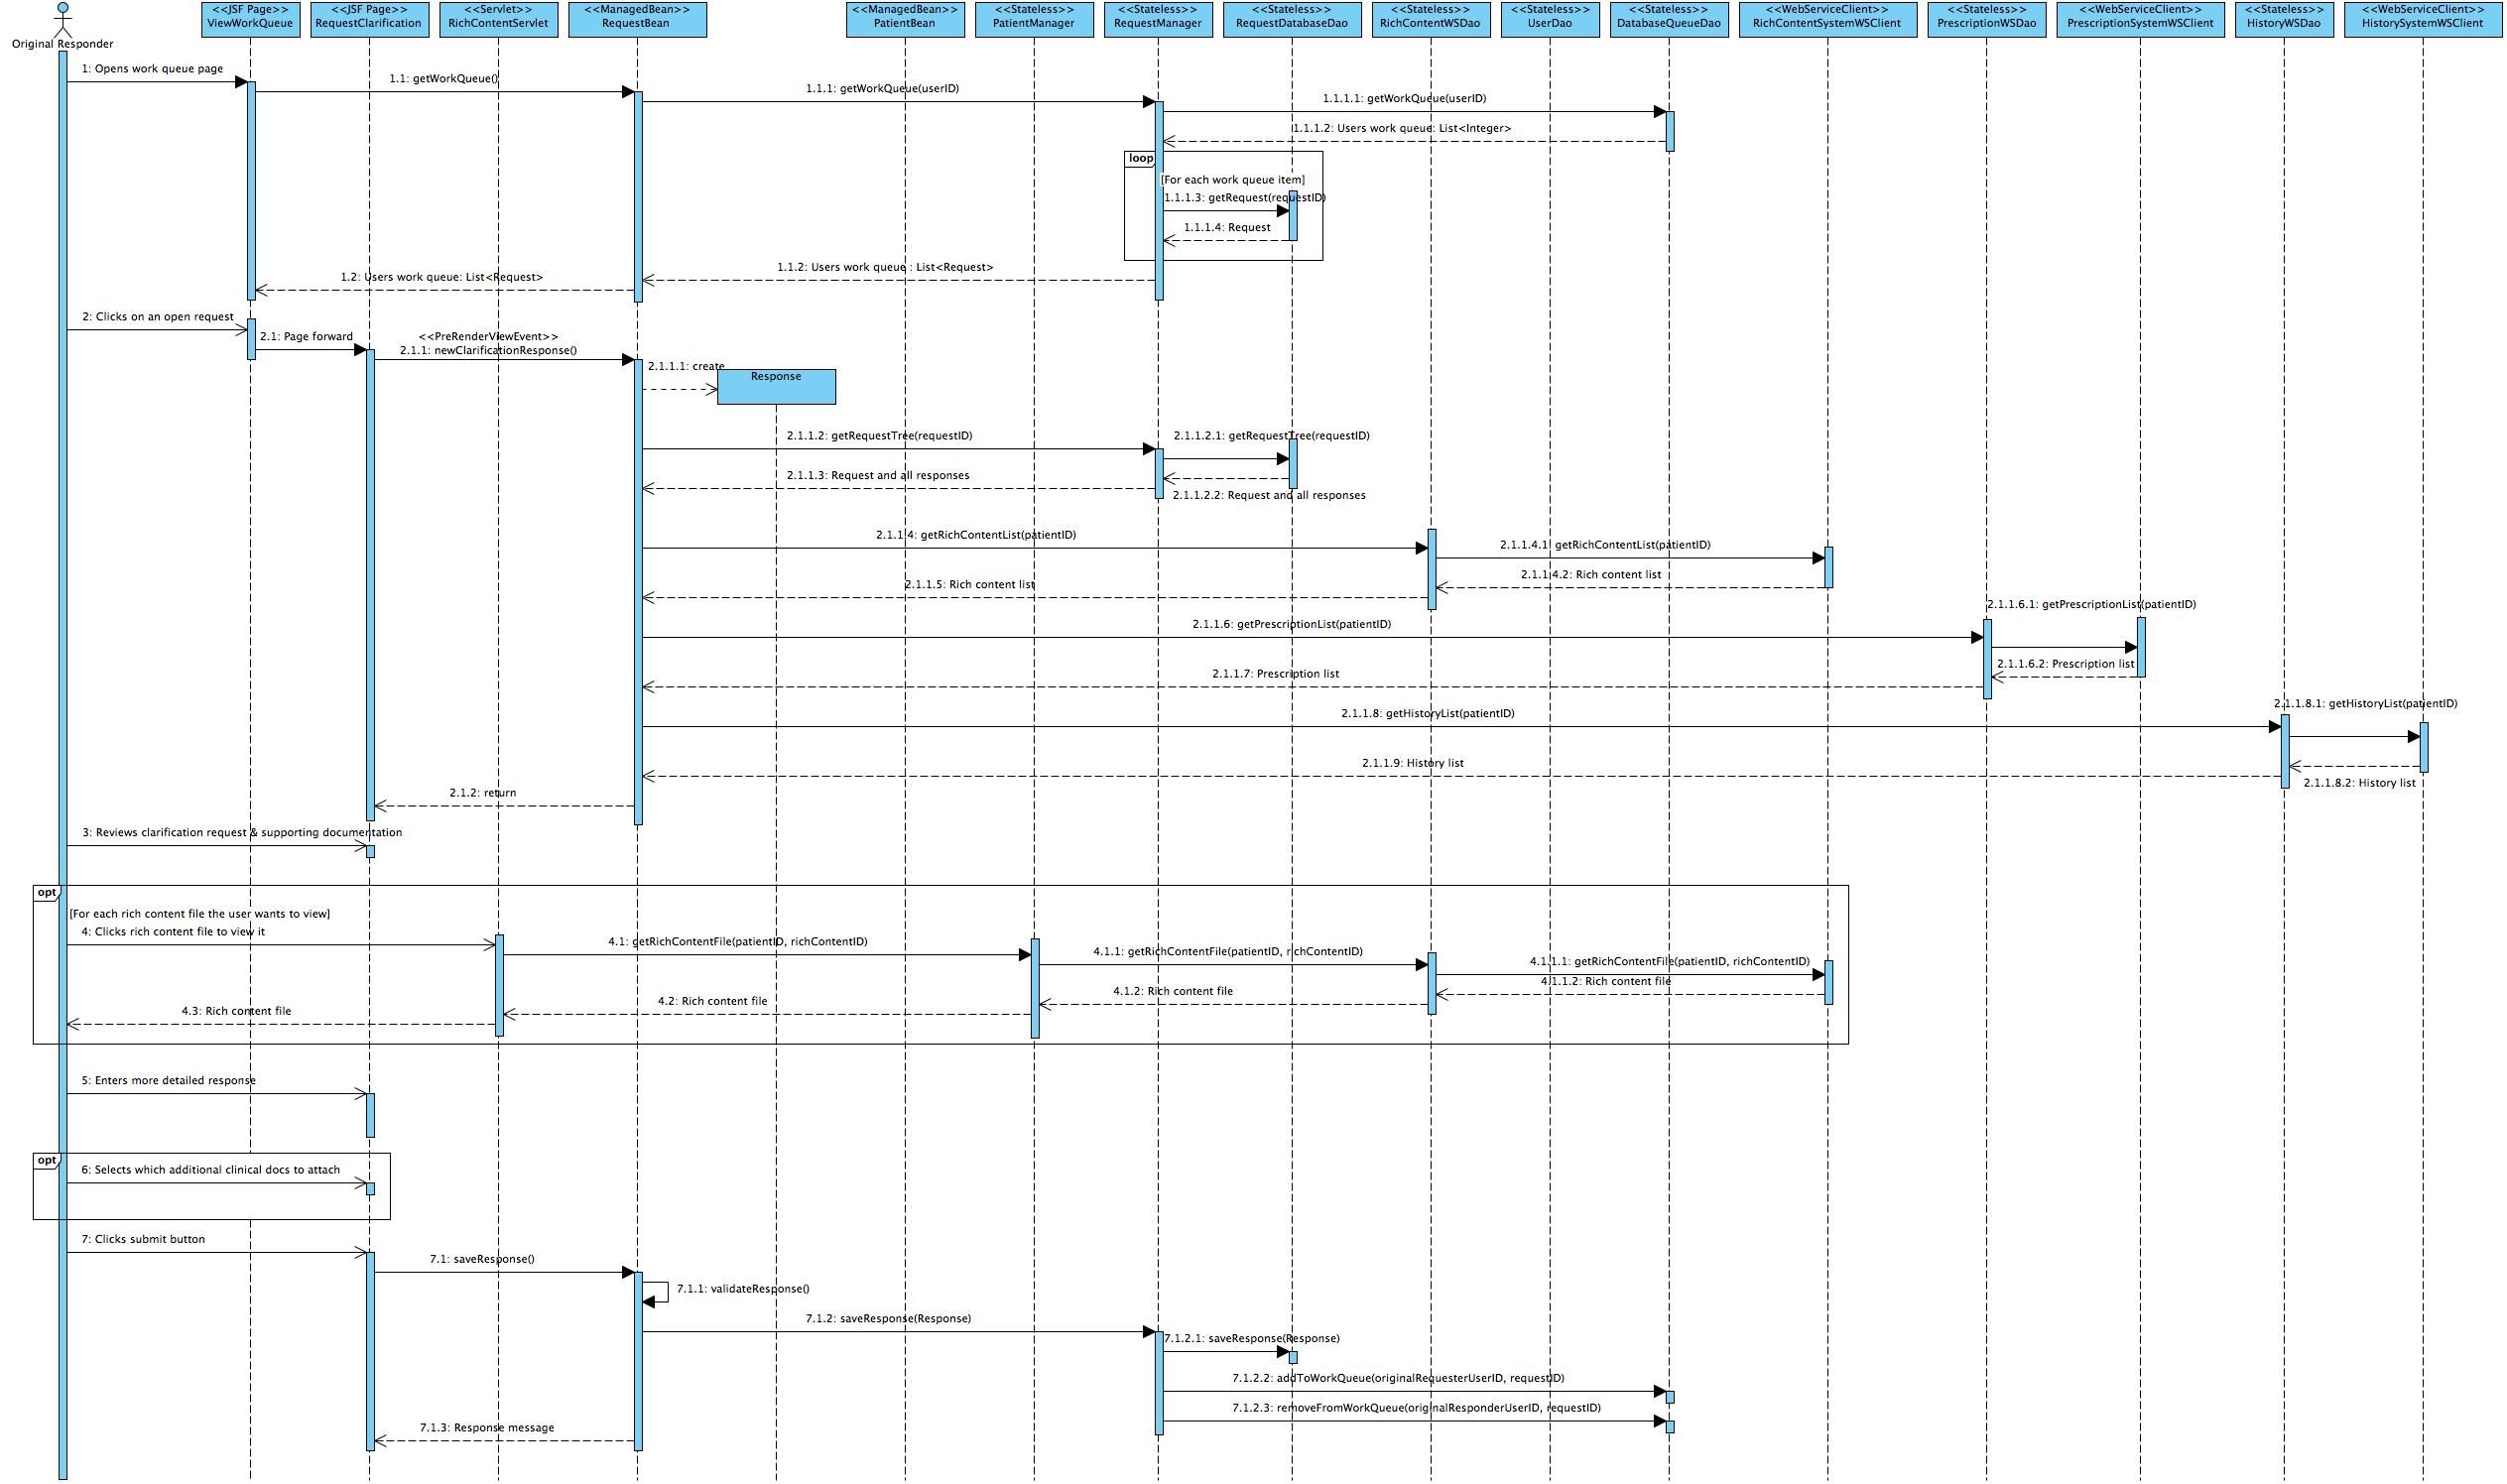 <<JSF Page>>
ViewWorkQueue
<<JSF Page>>
RequestClarification
<<Servlet>>
RichContentServlet
<<ManagedBean>>
RequestBean
<<ManagedBean>>
PatientBean
<<Stateless>>
PatientManager
<<Stateless>>
RequestManager
<<Stateless>>
RequestDatabaseDao
<<Stateless>>
RichContentWSDao
<<Stateless>>
UserDao
<<Stateless>>
DatabaseQueueDao
<<WebServiceClient>>
RichContentSystemWSClient
<<Stateless>>
PrescriptionWSDao
<<WebServiceClient>>
PrescriptionSystemWSClient
<<Stateless>>
HistoryWSDao
<<WebServiceClient>>
HistorySystemWSClient
Original Responder
1: Opens work queue page
1.1: getWorkQueue()
1.1.1: getWorkQueue(userID)
1.1.1.1: getWorkQueue(userID)
1.1.1.2: Users work queue: List<Integer>
loop
[For each work queue item]
1.1.1.3: getRequest(requestID)
1.1.1.4: Request
1.1.2: Users work queue : List<Request>
1.2: Users work queue: List<Request>
2: Clicks on an open request
2.1: Page forward
<<PreRenderViewEvent>>
2.1.1: newClarificationResponse()
2.1.1.1: create
Response
2.1.1.2: getRequestTree(requestID)
2.1.1.2.1: getRequestTree(requestID)
2.1.1.3: Request and all responses
2.1.1.2.2: Request and all responses
2.1.1.4: getRichContentList(patientID)
2.1.1.4.1: getRichContentList(patientID)
2.1.1.4.2: Rich content list
2.1.1.5: Rich content list
2.1.1.6.1: getPrescriptionList(patientID)
2.1.1.6: getPrescriptionList(patientID)
2.1.1.6.2: Prescription list
2.1.1.7: Prescription list
2.1.1.8.1: getHistoryList(patientID)
2.1.1.8: getHistoryList(patientID)
2.1.1.9: History list
2.1.1.8.2: History list
2.1.2: return
3: Reviews clarification request & supporting documentation
opt
[For each rich content file the user wants to view]
4: Clicks rich content file to view it
4.1: getRichContentFile(patientID, richContentID)
4.1.1: getRichContentFile(patientID, richContentID)
4.1.1.1: getRichContentFile(patientID, richContentID)
4.1.1.2: Rich content file
4.1.2: Rich content file
4.2: Rich content file
4.3: Rich content file
5: Enters more detailed response
opt
6: Selects which additional clinical docs to attach
7: Clicks submit button
7.1: saveResponse()
7.1.1: validateResponse()
7.1.2: saveResponse(Response)
7.1.2.1: saveResponse(Response)
7.1.2.2: addToWorkQueue(originalRequesterUserID, requestID)
7.1.2.3: removeFromWorkQueue(originalResponderUserID, requestID)
7.1.3: Response message